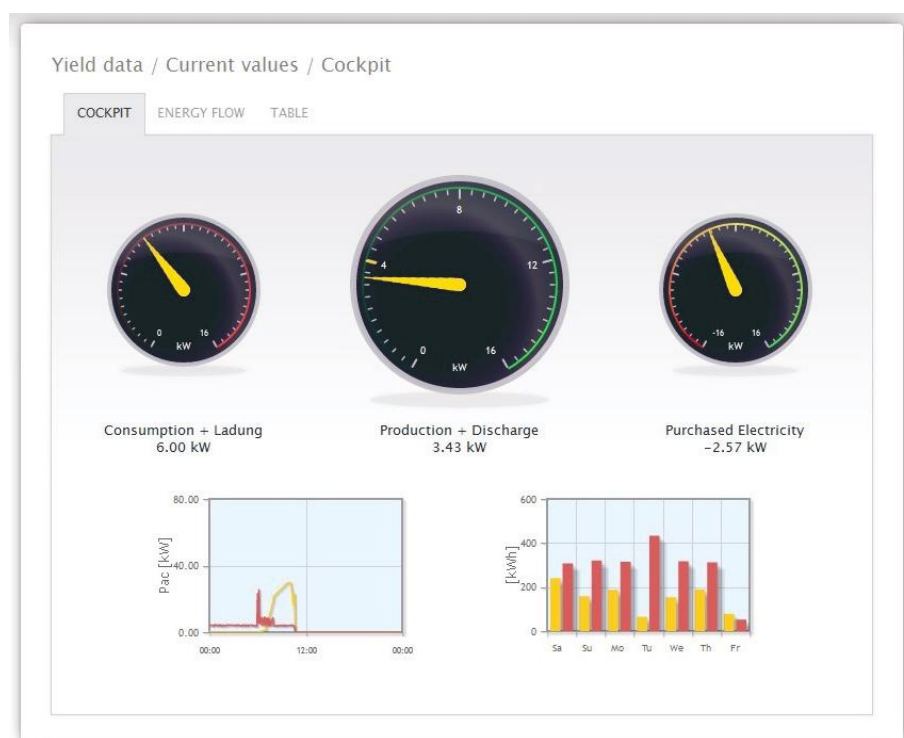 Yield data / Current values / Cockpit
COCKPIT ENERGY FLOW TABLE
0 16
kW
4 8 12
0 16
kW
-16 16
kW
Consumption + Ladung
6.00 kW
Production + Discharge
3.43 kW
Purchased Electricity
-2.57 kW
80.00
40.00
0.00
Pac [kW]
00:00 12:00 00:00
600
400
200
0
[kWh]
Sa Su Mo Tu We Th Fr